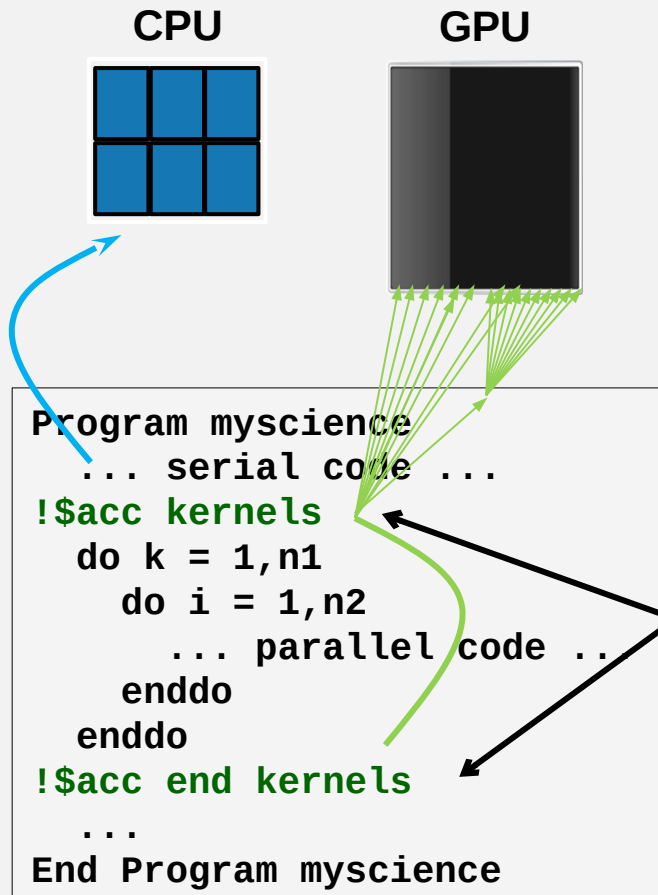 CPU
GPU
Program myscience
... serial code ...
!$acc kernels
do k = 1,n1
do i = 1,n2
... parallel code ...
enddo
enddo
!$acc end kernels
...
End Program myscience